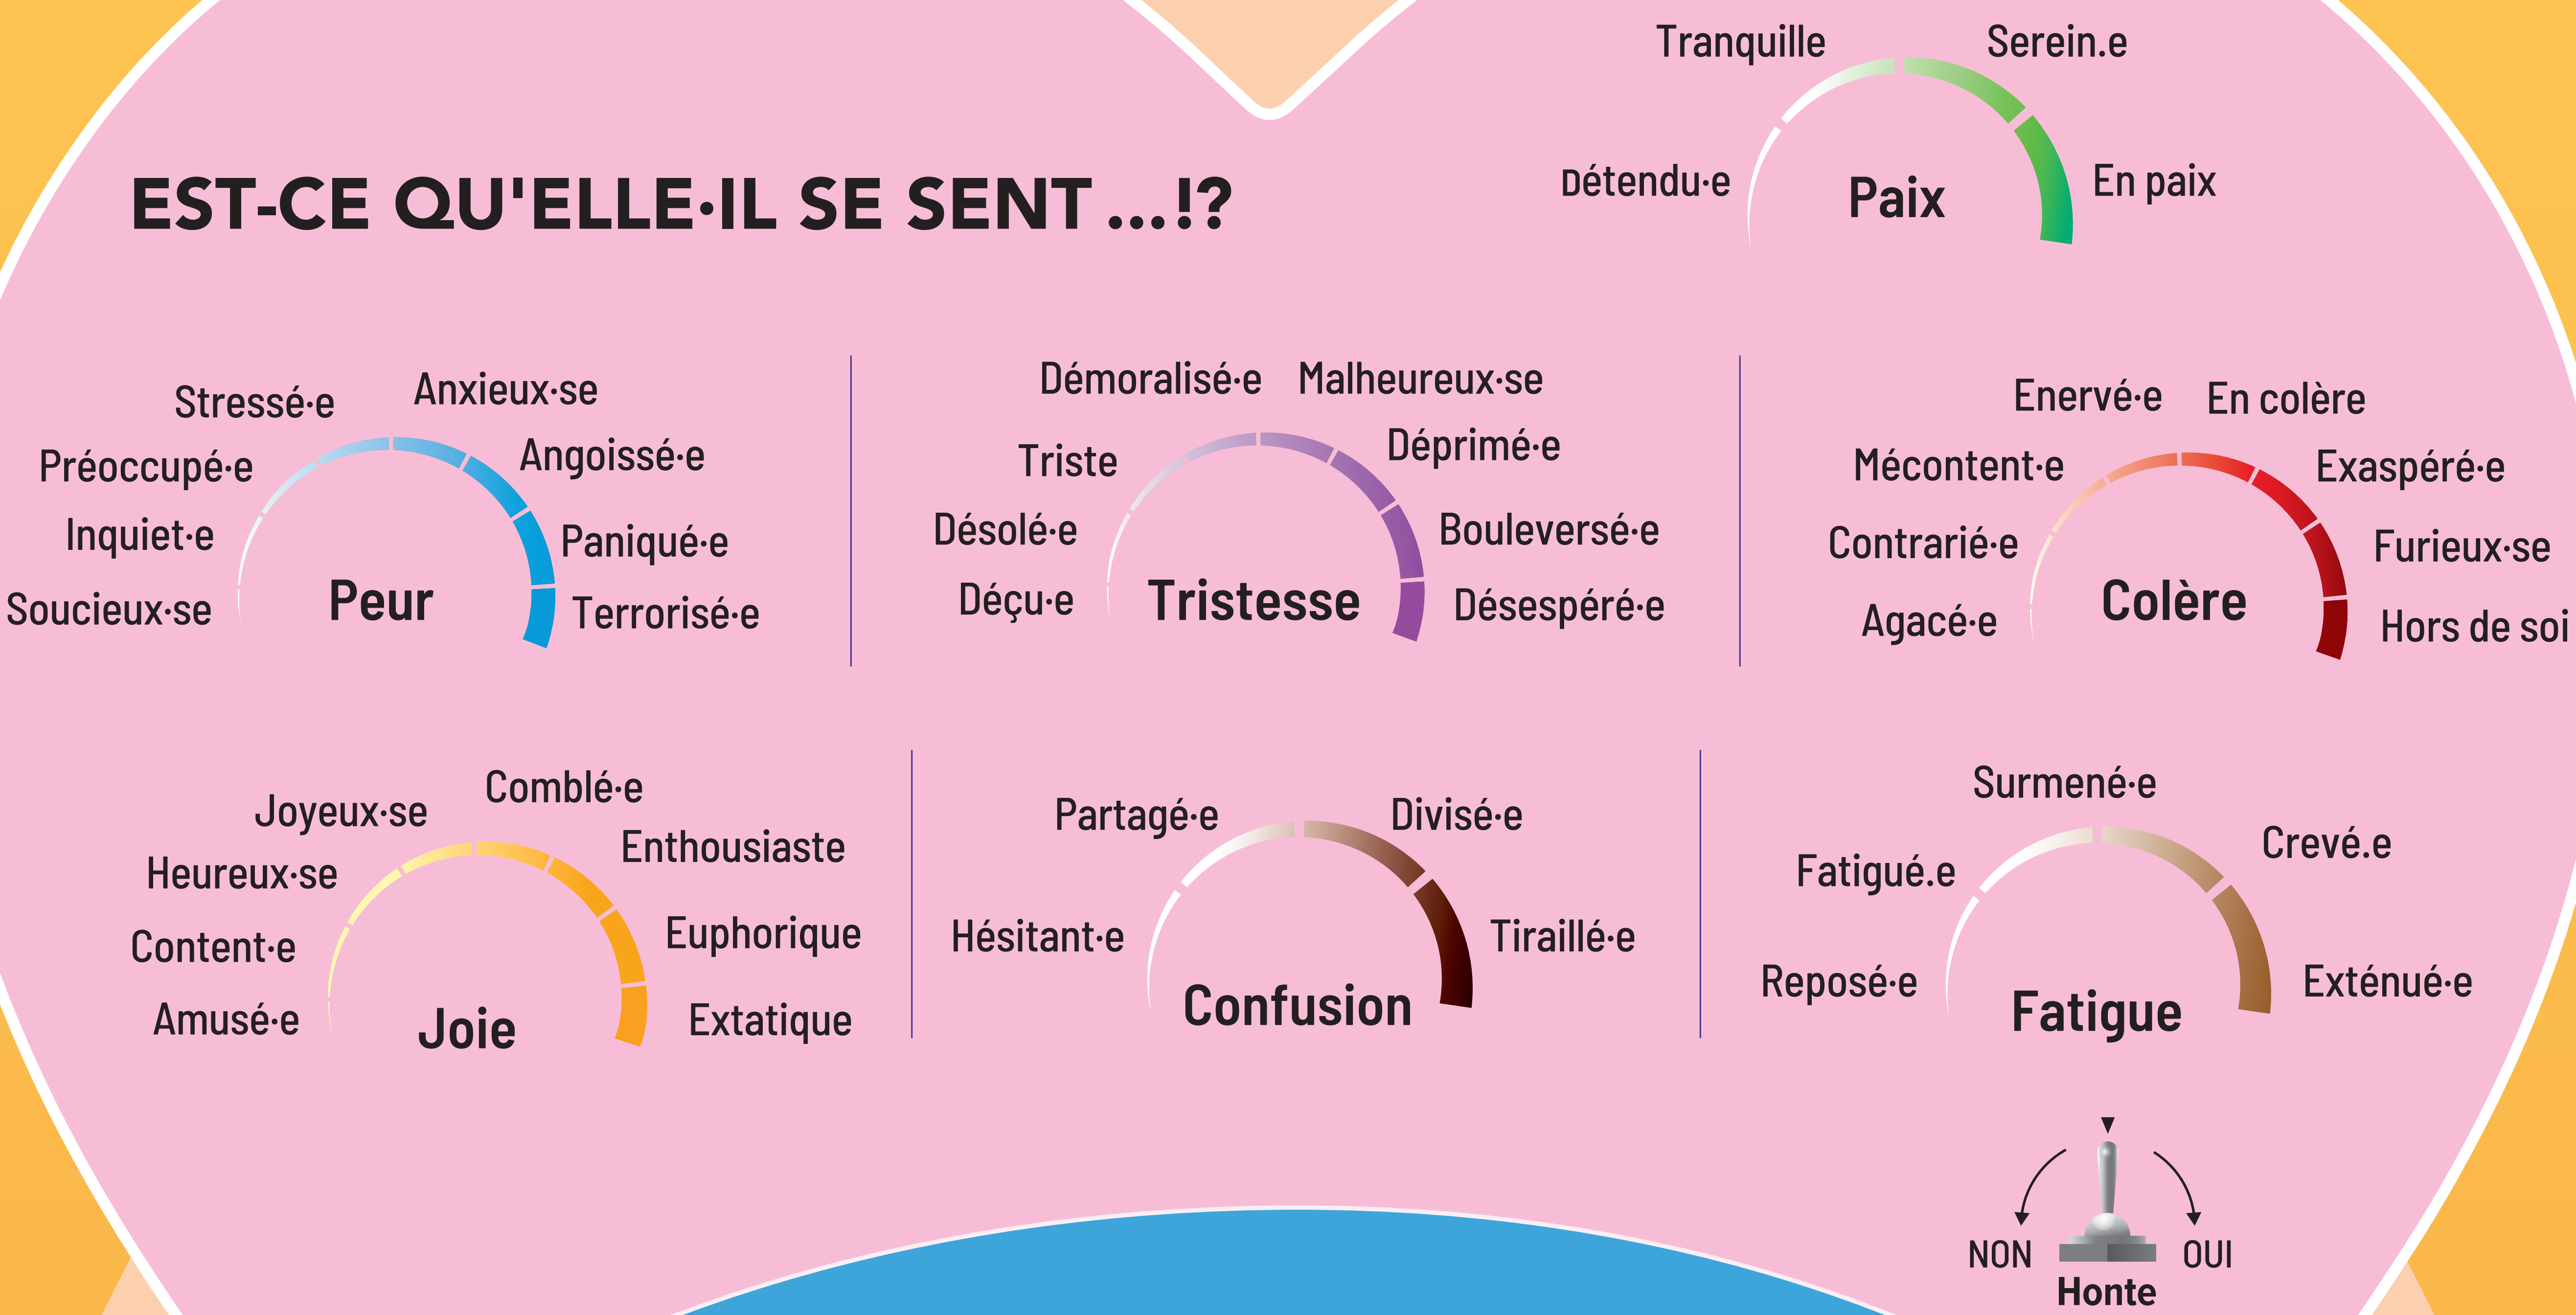 Tranquille
Serein.e
Détendu·e
En paix
Paix
EST-CE QU'ELLE·IL SE SENT ...!?
Stressé·e
Anxieux·se
Préoccupé·e
Angoissé·e
Inquiet·e
Paniqué·e
Soucieux·se
Terrorisé·e
Peur
Démoralisé·e
Malheureux·se
Triste
Déprimé·e
Désolé·e
Bouleversé·e
Déçu·e
Désespéré·e
Tristesse
Enervé·e
En colère
Mécontent·e
Exaspéré·e
Contrarié·e
Furieux·se
Agacé·e
Hors de soi
Colère
Joyeux·se
Comblé·e
Heureux·se
Enthousiaste
Content·e
Euphorique
Amusé·e
Extatique
Joie
Partagé·e
Divisé·e
Hésitant·e
Tiraillé·e
Confusion
Surmené·e
Crevé.e
Fatigué.e
Reposé·e
Exténué·e
Fatigue
NON
OUI
Honte